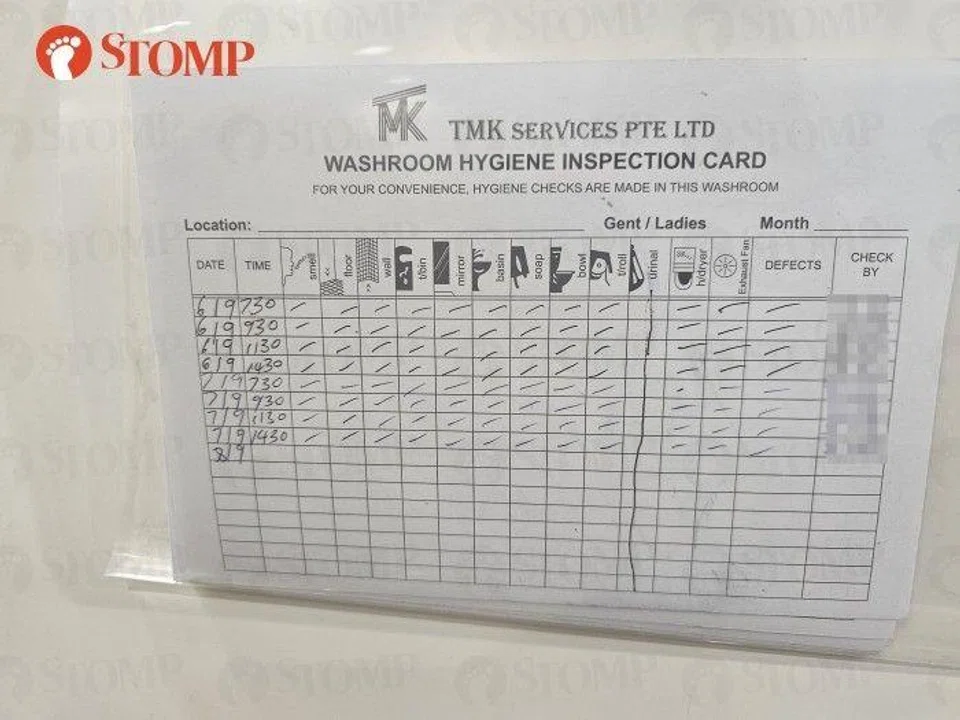 STOMP
TMK TMK SERVICES PTE LTD
WASHROOM HYGIENE INSPECTION CARD
FOR YOUR CONVENIENCE, HYGIENE CHECKS ARE MADE IN THIS WASHROOM
Location: Gent / Ladies Month
DATE TIME smell floor wall t/bin mirror basin soap bowl t/roll urinal h/dryer Exhaust Fan DEFECTS CHECK BY
6/9 730
6/9 930
6/9 1130
6/9 1430
7/9 730
7/9 930
7/9 1130
7/9 1430
8/9